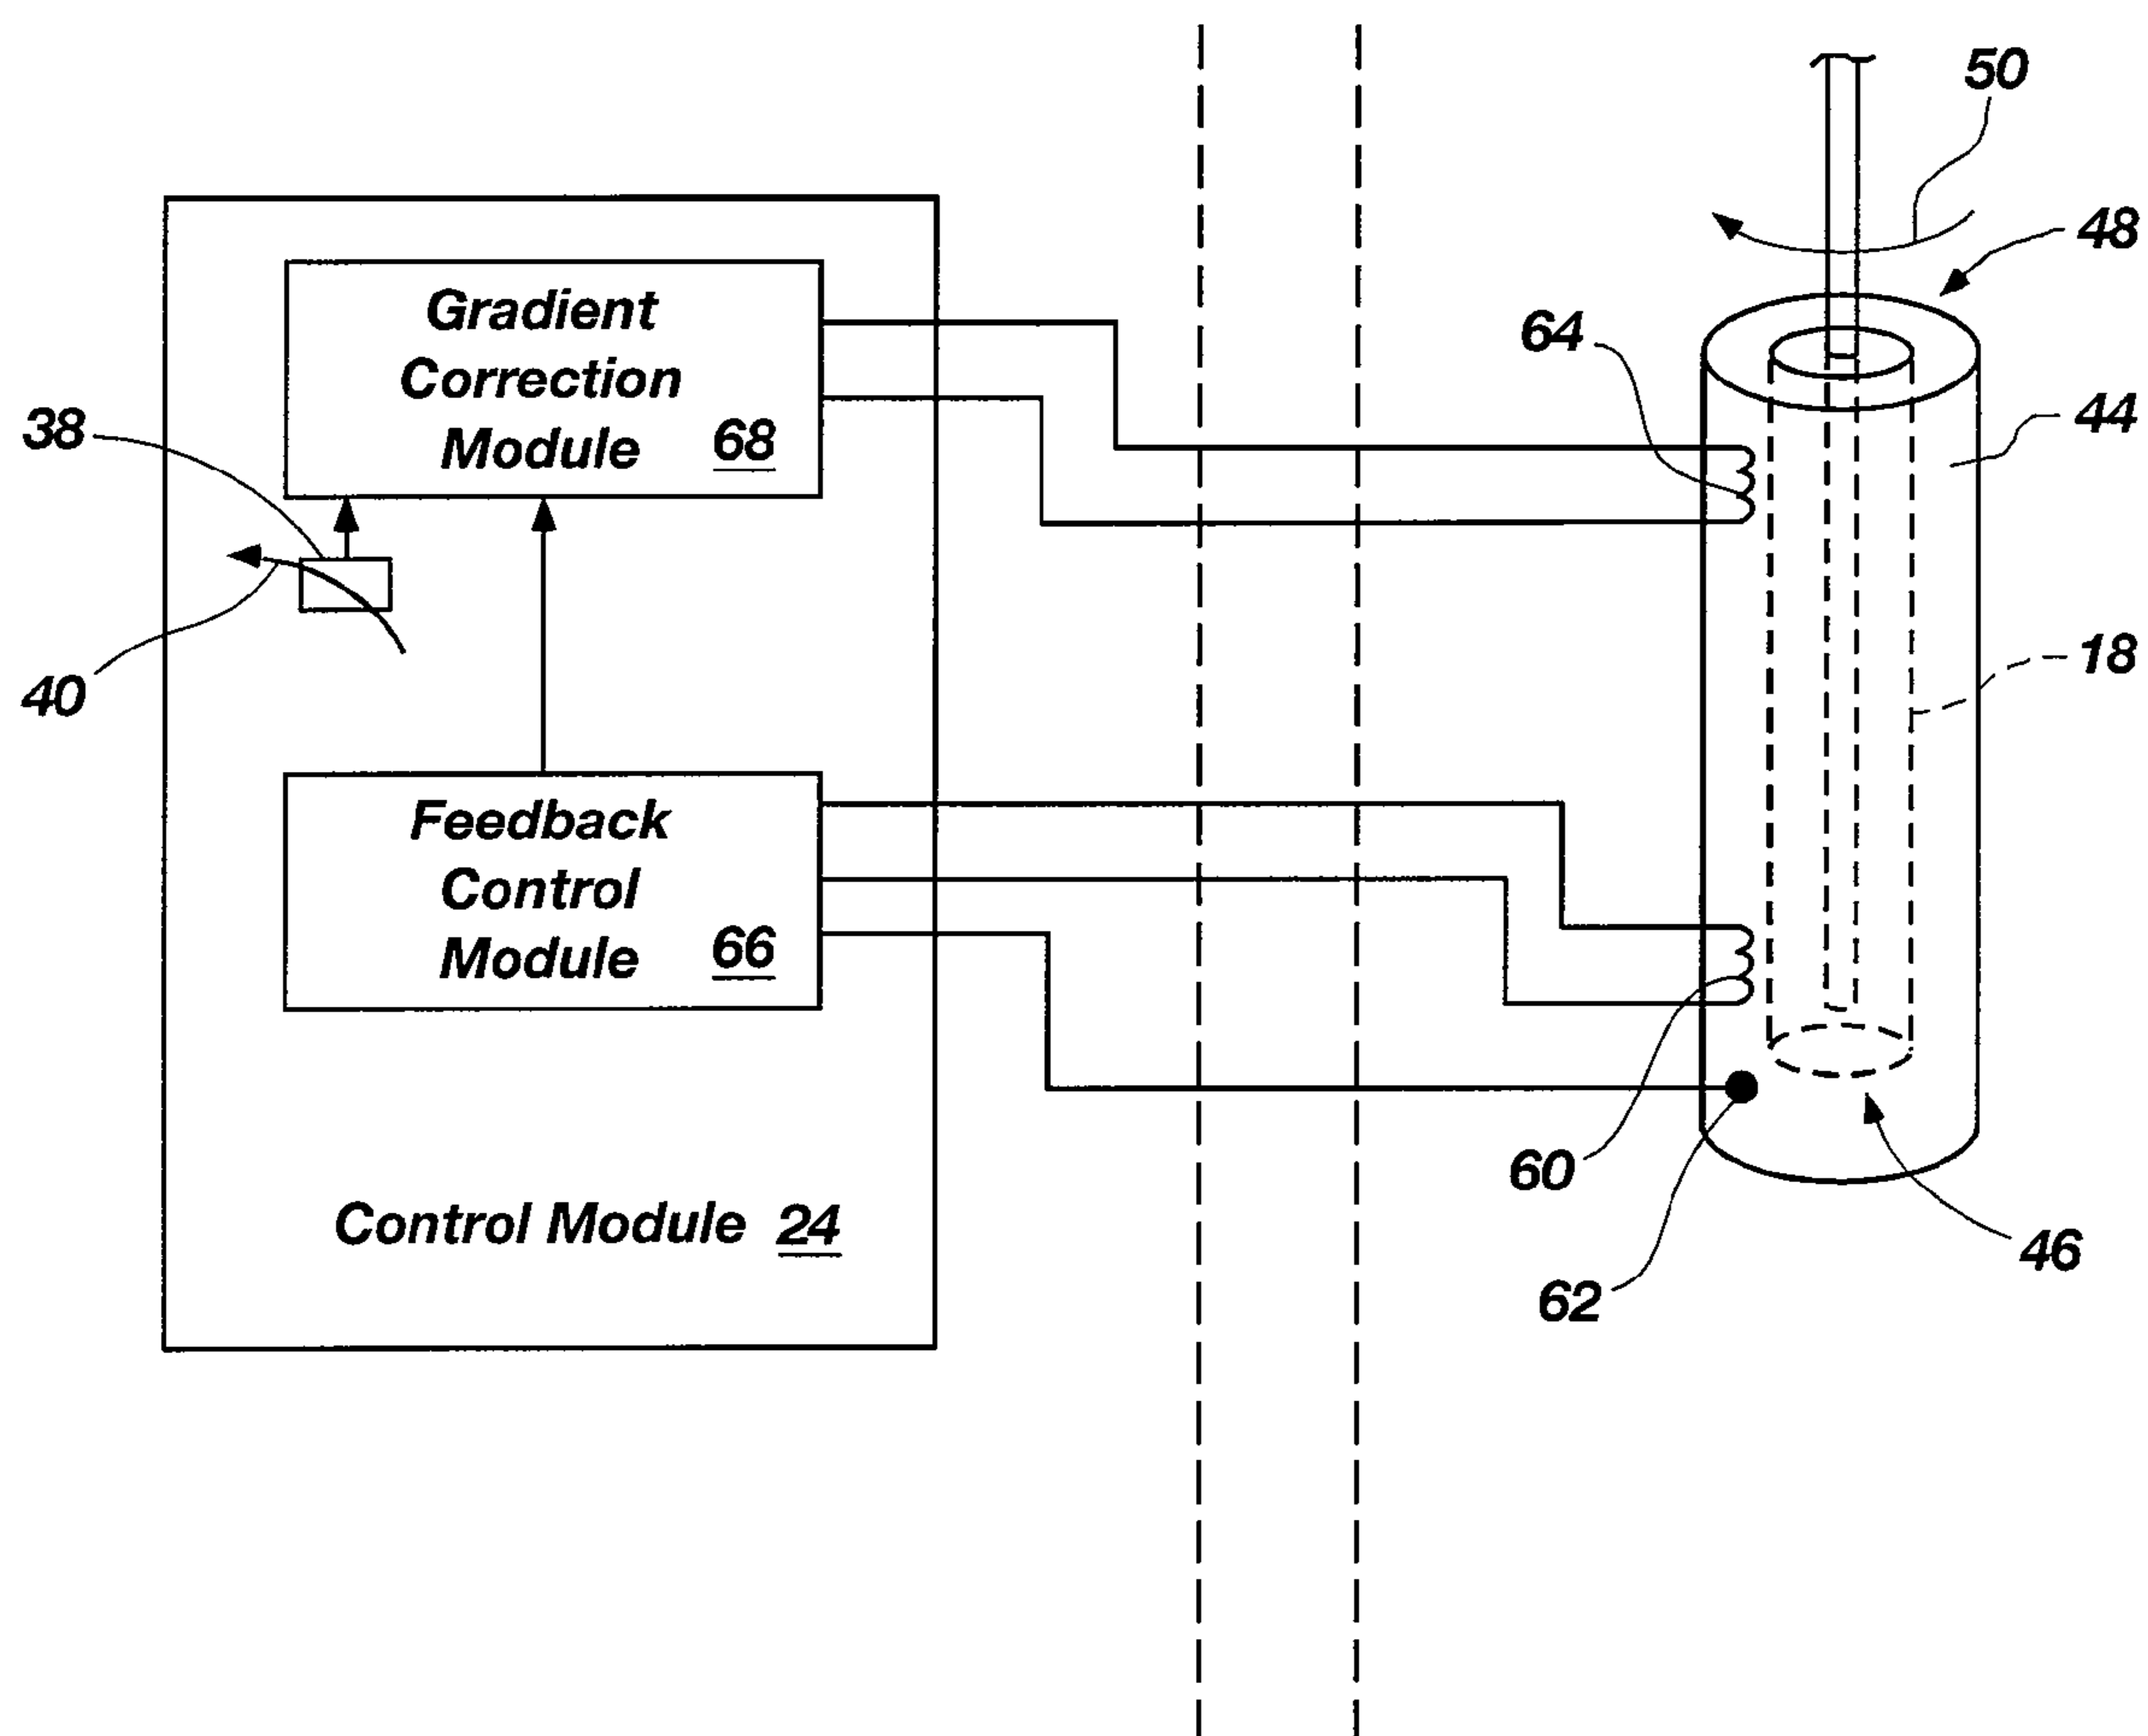 50
48
64
44
Gradient
Correction
Module 68
38
40
18
Feedback
Control
Module 66
60
62
46
Control Module 24